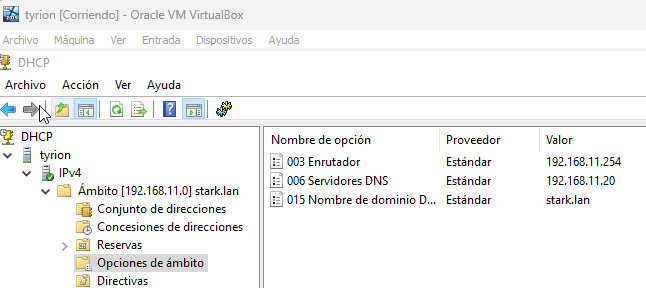 tyrion [Corriendo] - Oracle VM VirtualBox
Archivo Máquina Ver Entrada Dispositivos Ayuda
DHCP
Archivo Acción Ver Ayuda
DHCP
tyrion
IPv4
Ámbito [192.168.11.0] stark.lan
Conjunto de direcciones
Concesiones de direcciones
Reservas
Opciones de ámbito
Directivas
Nombre de opción Proveedor Valor
003 Enrutador Estándar 192.168.11.254
006 Servidores DNS Estándar 192.168.11.20
015 Nombre de dominio D... Estándar stark.lan